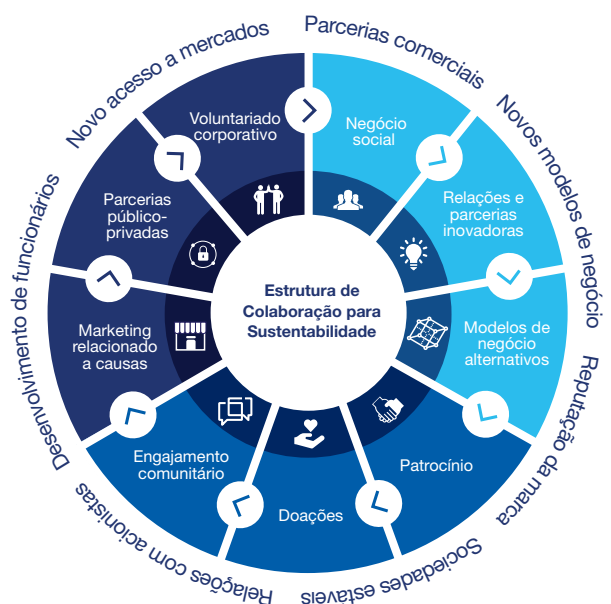 Parcerias comerciais
Novos modelos de negócio
Reputação da marca
Sociedades estáveis
Relações com acionistas
Desenvolvimento de funcionários
Novo acesso a mercados
Negócio
social
Relações e
parcerias
inovadoras
Modelos de
negócio
alternativos
Patrocínio
Doações
Engajamento
comunitário
Marketing
relacionado
a causas
Parcerias
público-
privadas
Voluntariado
corporativo
Estrutura de
Colaboração para
Sustentabilidade